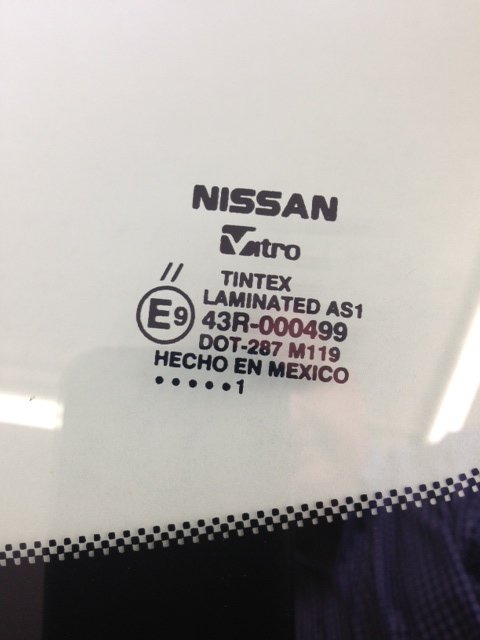 NISSAN
Vitro
//
TINTEX
LAMINATED AS1
E9 43R-000499
DOT-287 M119
HECHO EN MEXICO
•••••1